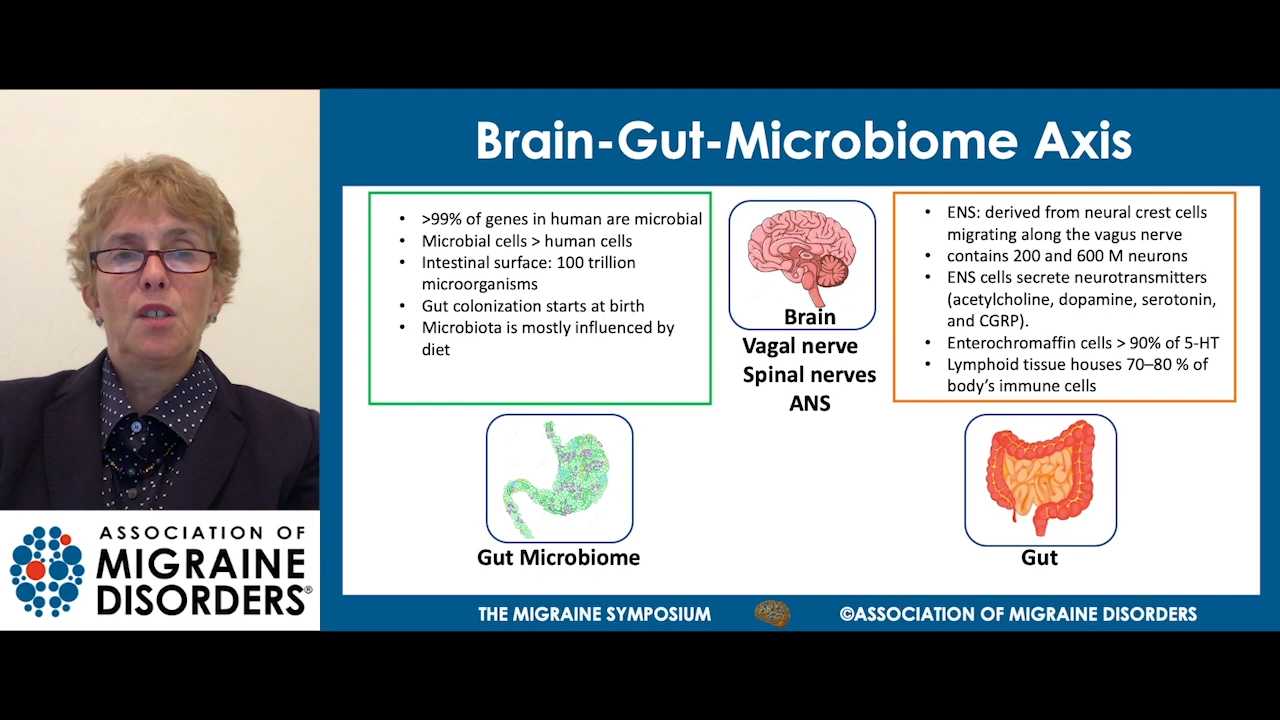 Brain-Gut-Microbiome Axis
• >99% of genes in human are microbial
• Microbial cells > human cells
• Intestinal surface: 100 trillion
microorganisms
• Gut colonization starts at birth
• Microbiota is mostly influenced by
diet
Brain
Vagal nerve
Spinal nerves
ANS
• ENS: derived from neural crest cells
migrating along the vagus nerve
• contains 200 and 600 M neurons
• ENS cells secrete neurotransmitters
(acetylcholine, dopamine, serotonin,
and CGRP).
• Enterochromaffin cells > 90% of 5-HT
• Lymphoid tissue houses 70–80 % of
body's immune cells
Gut Microbiome
Gut
ASSOCIATION OF
MIGRAINE
DISORDERS®
THE MIGRAINE SYMPOSIUM
©ASSOCIATION OF MIGRAINE DISORDERS